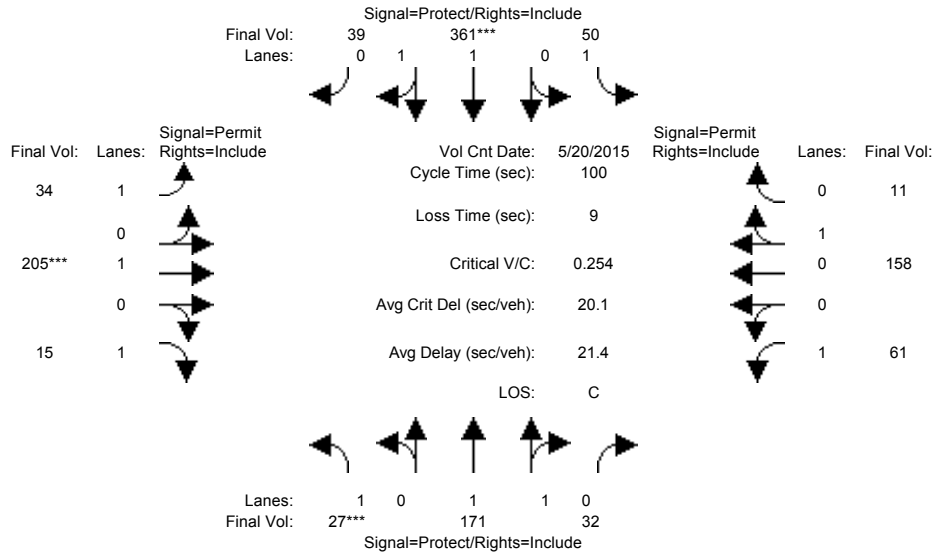 Signal=Protect/Rights=Include
Final Vol: 39 361*** 50
Lanes: 0 1 1 0 1
Signal=Permit Signal=Permit
Final Vol: Lanes: Rights=Include Vol Cnt Date: 5/20/2015 Rights=Include Lanes: Final Vol:
Cycle Time (sec): 100
34 1 0 11
Loss Time (sec): 9
0 1
205*** 1 Critical V/C: 0.254 0 158
0 Avg Crit Del (sec/veh): 20.1 0
15 1 Avg Delay (sec/veh): 21.4 1 61
LOS: C
Lanes: 1 0 1 1 0
Final Vol: 27*** 171 32
Signal=Protect/Rights=Include